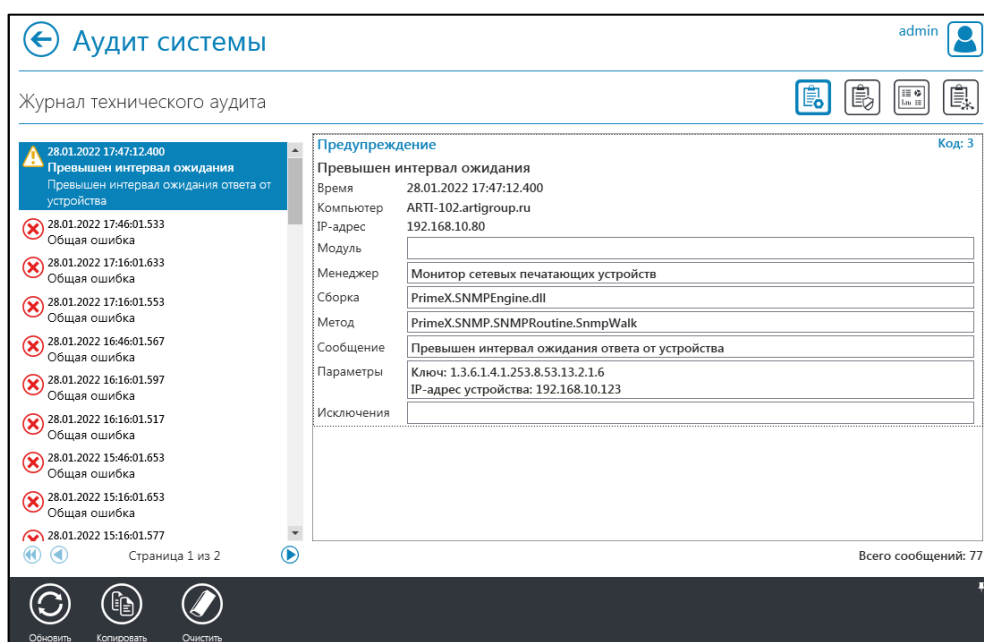 Аудит системы
admin
Журнал технического аудита
28.01.2022 17:47:12.400
Превышен интервал ожидания
Превышен интервал ожидания ответа от
устройства
28.01.2022 17:46:01.533
Общая ошибка
28.01.2022 17:16:01.633
Общая ошибка
28.01.2022 17:16:01.553
Общая ошибка
28.01.2022 16:46:01.567
Общая ошибка
28.01.2022 16:16:01.597
Общая ошибка
28.01.2022 16:16:01.517
Общая ошибка
28.01.2022 15:46:01.653
Общая ошибка
28.01.2022 15:16:01.653
Общая ошибка
28.01.2022 15:16:01.577
Страница 1 из 2
Предупреждение Код: 3
Превышен интервал ожидания
Время 28.01.2022 17:47:12.400
Компьютер ARTI-102.artigroup.ru
IP-адрес 192.168.10.80
Модуль
Менеджер Монитор сетевых печатающих устройств
Сборка PrimeX.SNMPEngine.dll
Метод PrimeX.SNMP.SNMPRoutine.SnmpWalk
Сообщение Превышен интервал ожидания ответа от устройства
Параметры Ключ: 1.3.6.1.4.1.253.8.53.13.2.1.6
IP-адрес устройства: 192.168.10.123
Исключения
Всего сообщений: 77
Обновить Копировать Очистить